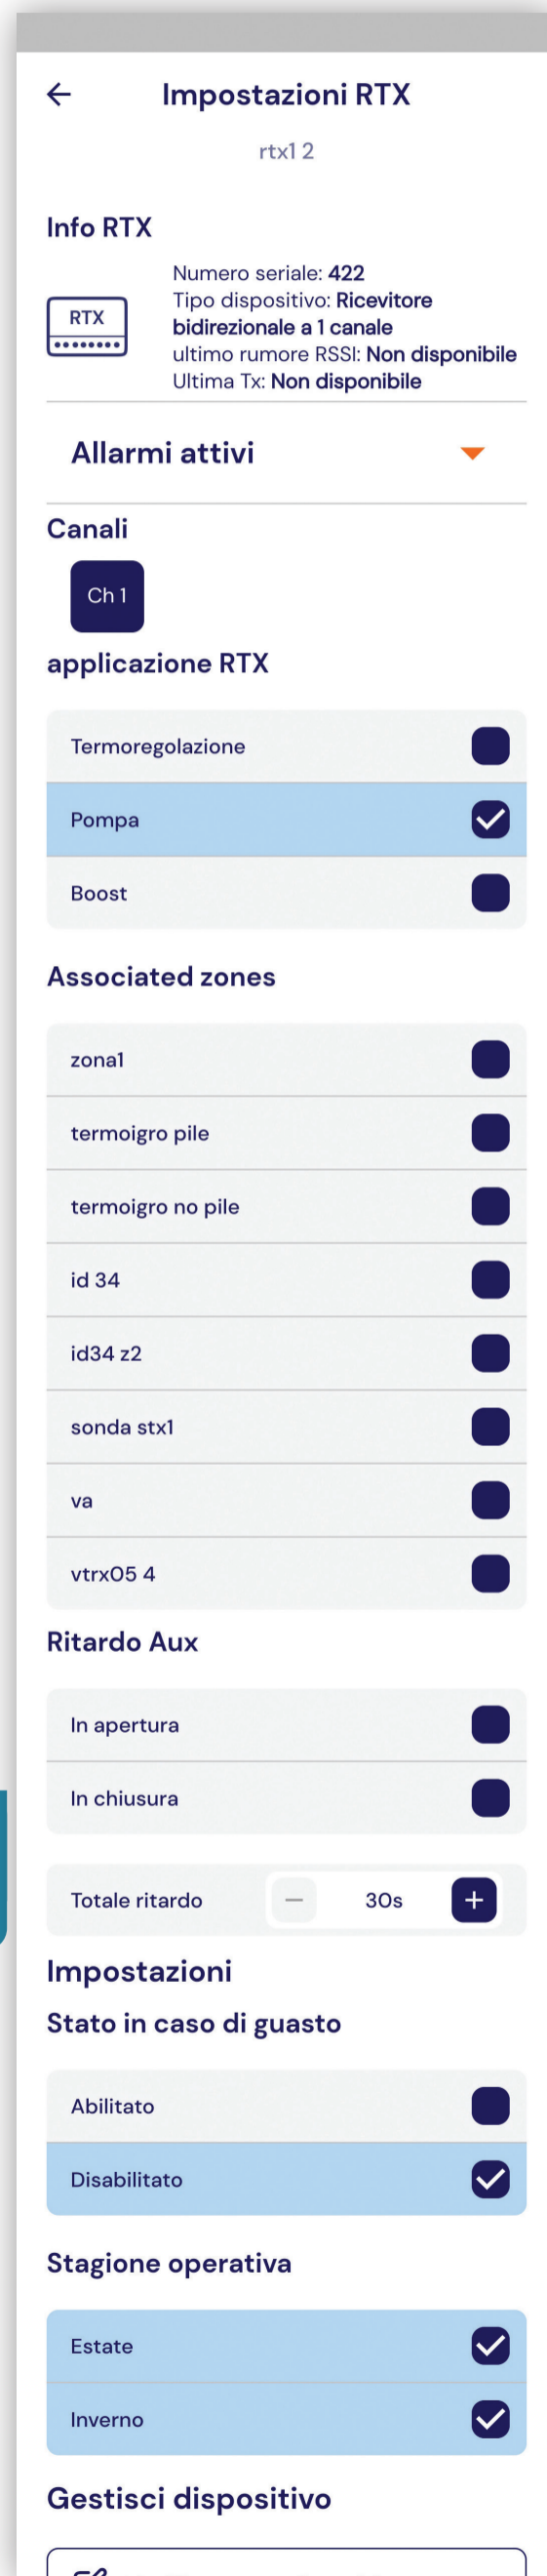 Impostazioni RTX
rtx1 2
Info RTX
RTX
Numero seriale: 422
Tipo dispositivo: Ricevitore
bidirezionale a 1 canale
ultimo rumore RSSI: Non disponibile
Ultima Tx: Non disponibile
Allarmi attivi
Canali
Ch 1
applicazione RTX
Termoregolazione
Pompa
Boost
Associated zones
zona1
termoigro pile
termoigro no pile
id 34
id34 z2
sonda stx1
va
vtrx05 4
Ritardo Aux
In apertura
In chiusura
Totale ritardo − 30s +
Impostazioni
Stato in caso di guasto
Abilitato
Disabilitato
Stagione operativa
Estate
Inverno
Gestisci dispositivo